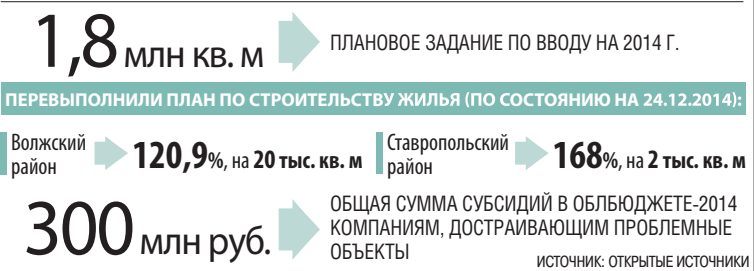 1,8 млн кв. м
ПЛАНОВОЕ ЗАДАНИЕ ПО ВВОДУ НА 2014 Г.
ПЕРЕВЫПОЛНИЛИ ПЛАН ПО СТРОИТЕЛЬСТВУ ЖИЛЬЯ (ПО СОСТОЯНИЮ НА 24.12.2014):
Волжский
район
120,9%, на 20 тыс. кв. м
Ставропольский
район
168%, на 2 тыс. кв. м
300 млн руб.
ОБЩАЯ СУММА СУБСИДИЙ В ОБЛБЮДЖЕТЕ-2014
КОМПАНИЯМ, ДОСТРАИВАЮЩИМ ПРОБЛЕМНЫЕ
ОБЪЕКТЫ
ИСТОЧНИК: ОТКРЫТЫЕ ИСТОЧНИКИ